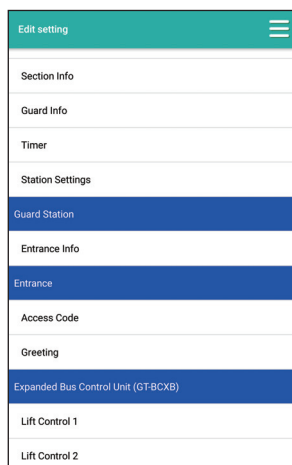 Edit setting
Section Info
Guard Info
Timer
Station Settings
Guard Station
Entrance Info
Entrance
Access Code
Greeting
Expanded Bus Control Unit (GT-BCXB)
Lift Control 1
Lift Control 2